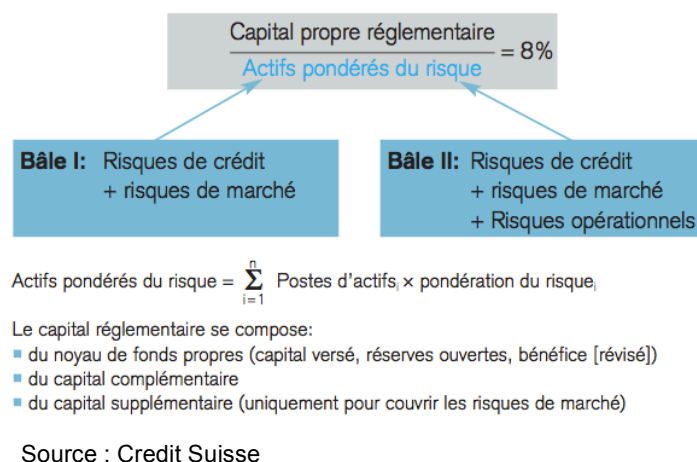 Capital propre réglementaire
Actifs pondérés du risque
= 8%
Bâle I: Risques de crédit
+ risques de marché
Bâle II: Risques de crédit
+ risques de marché
+ Risques opérationnels
Actifs pondérés du risque = n Σ i=1 Postes d'actifsᵢ × pondération du risqueᵢ
Le capital réglementaire se compose:
■ du noyau de fonds propres (capital versé, réserves ouvertes, bénéfice [révisé])
■ du capital complémentaire
■ du capital supplémentaire (uniquement pour couvrir les risques de marché)
Source : Credit Suisse